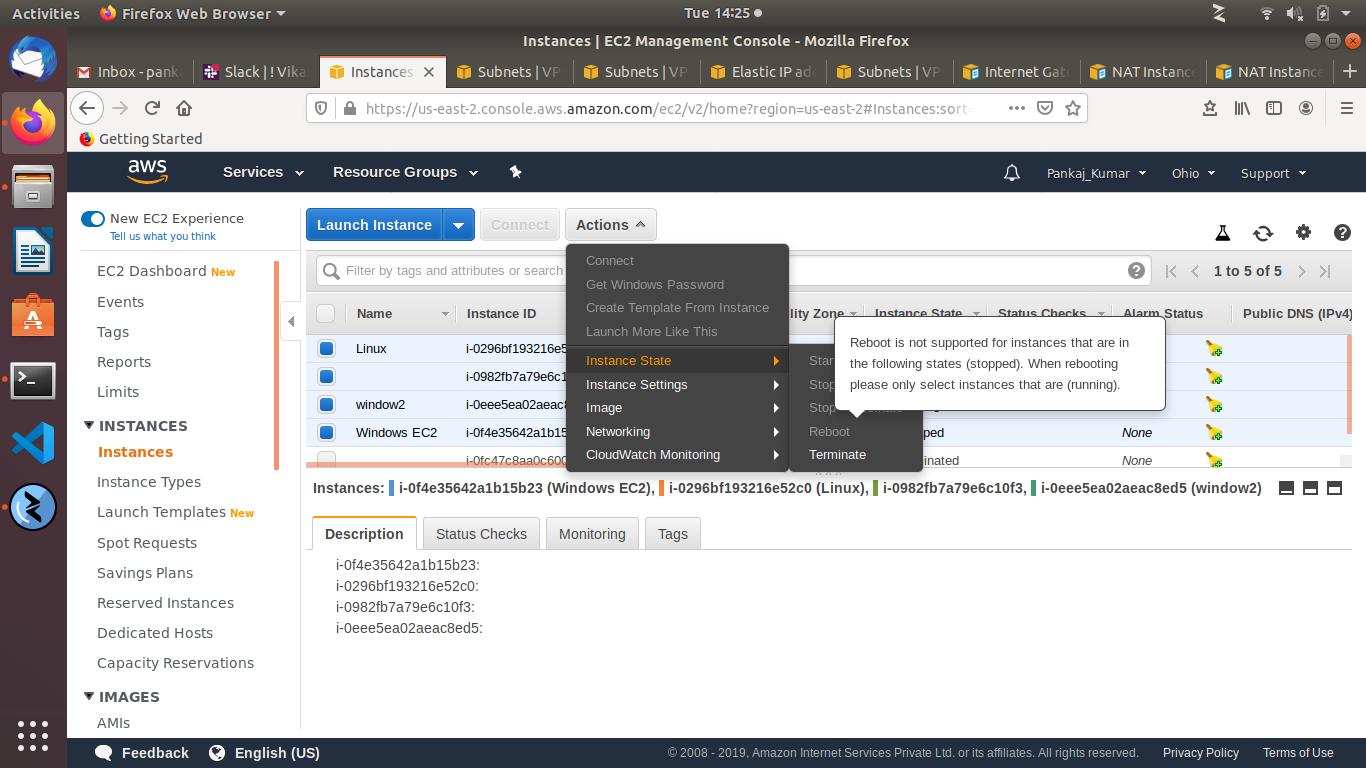 Activities Firefox Web Browser Tue 14:25
Instances | EC2 Management Console - Mozilla Firefox
Inbox - pank Slack | ! Vika Instances Subnets | VP Subnets | VP Elastic IP add Subnets | VP Internet Gat NAT Instance NAT Instance
https://us-east-2.console.aws.amazon.com/ec2/v2/home?region=us-east-2#Instances:sort=
Getting Started
aws Services Resource Groups Pankaj_Kumar Ohio Support
New EC2 Experience
Tell us what you think
Launch Instance Connect Actions
EC2 Dashboard New
Events
Tags
Reports
Limits
INSTANCES
Instances
Instance Types
Launch Templates New
Spot Requests
Savings Plans
Reserved Instances
Dedicated Hosts
Capacity Reservations
IMAGES
AMIs
Filter by tags and attributes or search
1 to 5 of 5
Name Instance ID lity Zone Instance State Status Checks Alarm Status Public DNS (IPv4)
Linux i-0296bf193216e5
i-0982fb7a79e6c1
window2 i-0eee5ea02aeac8
Windows EC2 i-0f4e35642a1b15 ped None
i-0fc47c8aa0c600 inated None
Connect
Get Windows Password
Create Template From Instance
Launch More Like This
Instance State
Instance Settings
Image
Networking
CloudWatch Monitoring
Star
Stop
Stop
Reboot
Terminate
Reboot is not supported for instances that are in
the following states (stopped). When rebooting
please only select instances that are (running).
Instances: i-0f4e35642a1b15b23 (Windows EC2), i-0296bf193216e52c0 (Linux), i-0982fb7a79e6c10f3, i-0eee5ea02aeac8ed5 (window2)
Description Status Checks Monitoring Tags
i-0f4e35642a1b15b23:
i-0296bf193216e52c0:
i-0982fb7a79e6c10f3:
i-0eee5ea02aeac8ed5:
Feedback English (US) © 2008 - 2019, Amazon Internet Services Private Ltd. or its affiliates. All rights reserved. Privacy Policy Terms of Use